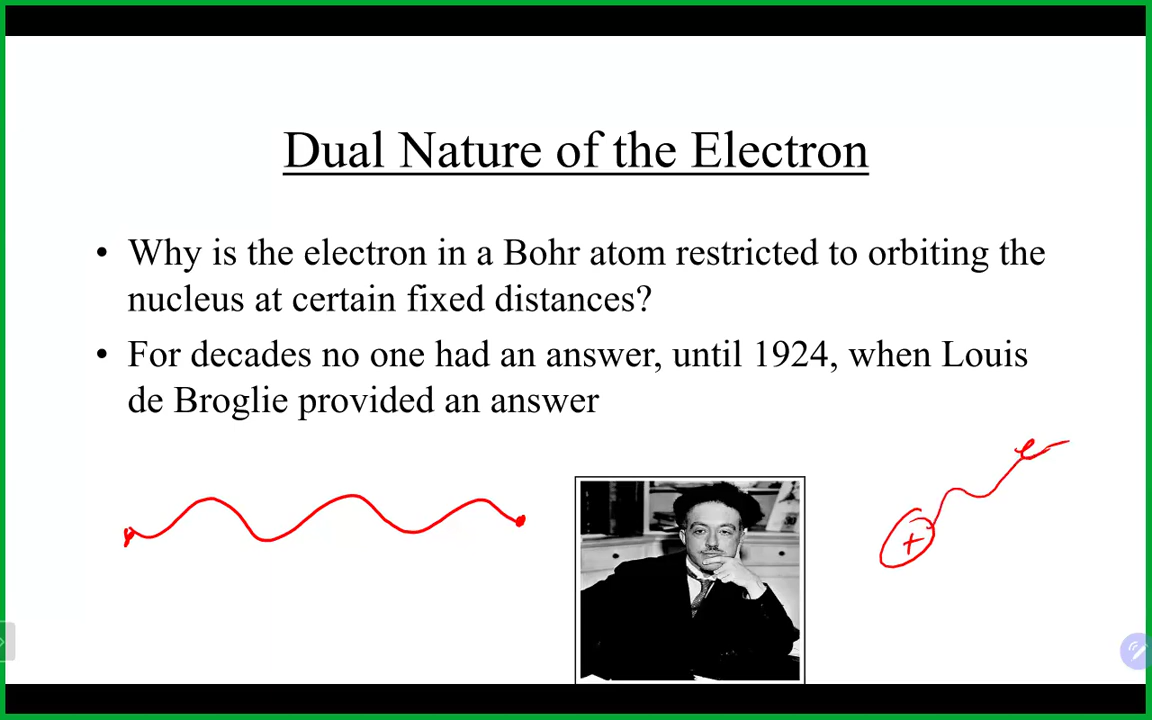 Dual Nature of the Electron
• Why is the electron in a Bohr atom restricted to orbiting the
nucleus at certain fixed distances?
• For decades no one had an answer, until 1924, when Louis
de Broglie provided an answer
e-
+